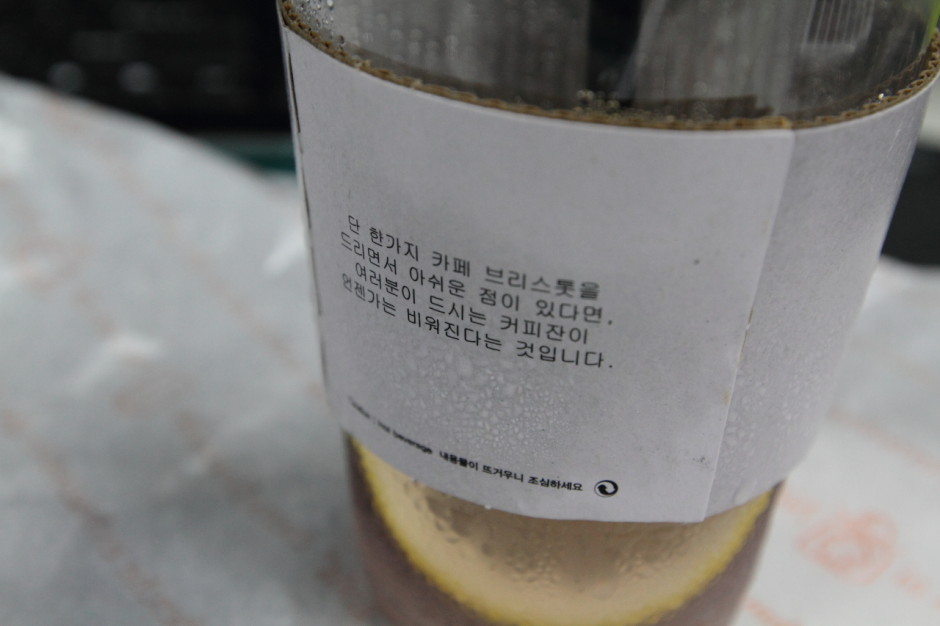 단 한가지 카페 브리스톳을
드리면서 아쉬운 점이 있다면,
여러분이 드시는 커피잔이
언젠가는 비워진다는 것입니다.
hot beverage 내용물이 뜨거우니 조심하세요